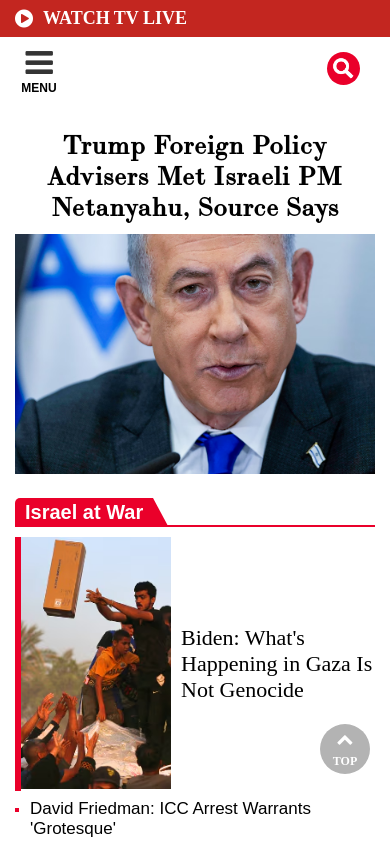 WATCH TV LIVE
MENU
Trump Foreign Policy
Advisers Met Israeli PM
Netanyahu, Source Says
Israel at War
Biden: What's
Happening in Gaza Is
Not Genocide
TOP
David Friedman: ICC Arrest Warrants
'Grotesque'